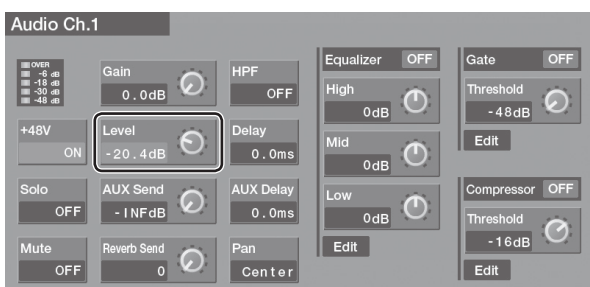 Audio Ch.1
OVER
-6 dB
-18 dB
-30 dB
-48 dB
Gain
0.0dB
HPF
OFF
+48V
ON
Level
-20.4dB
Delay
0.0ms
Solo
OFF
AUX Send
-INFdB
AUX Delay
0.0ms
Mute
OFF
Reverb Send
0
Pan
Center
Equalizer OFF
High
0dB
Mid
0dB
Low
0dB
Edit
Gate OFF
Threshold
-48dB
Edit
Compressor OFF
Threshold
-16dB
Edit